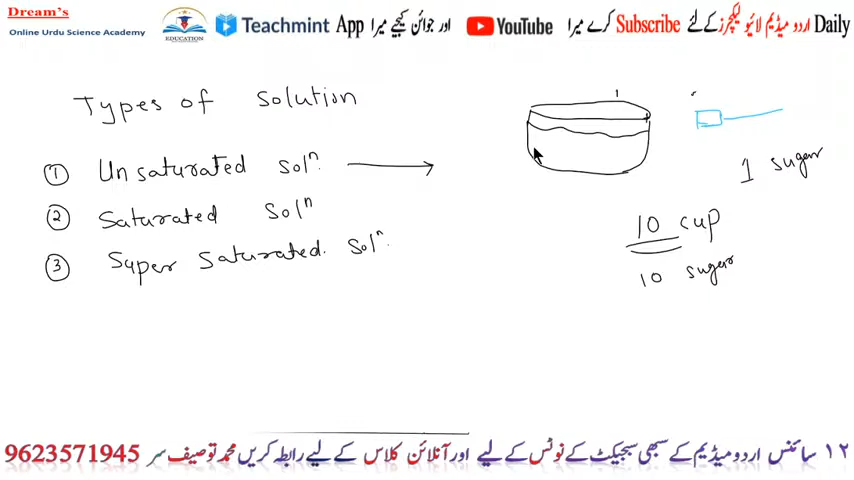 Dream's
Online Urdu Science Academy
EDUCATION
Teachmint App اور جوائن کیجیے میرا
YouTube کرے میرا Subscribe اردو میڈیم لائیو لیکچرز کے لئے Daily
Types of Solution
① Unsaturated Solⁿ.
② Saturated Solⁿ
③ Super Saturated. Solⁿ.
1 sugar
10 cup
10 sugar
۱۲ سائنس اردو میڈیم کے سبھی سبجیکٹ کے نوٹس کے لیے اور آنلائن کلاس کے لیے رابطہ کریں محمد توصیف سر 9623571945